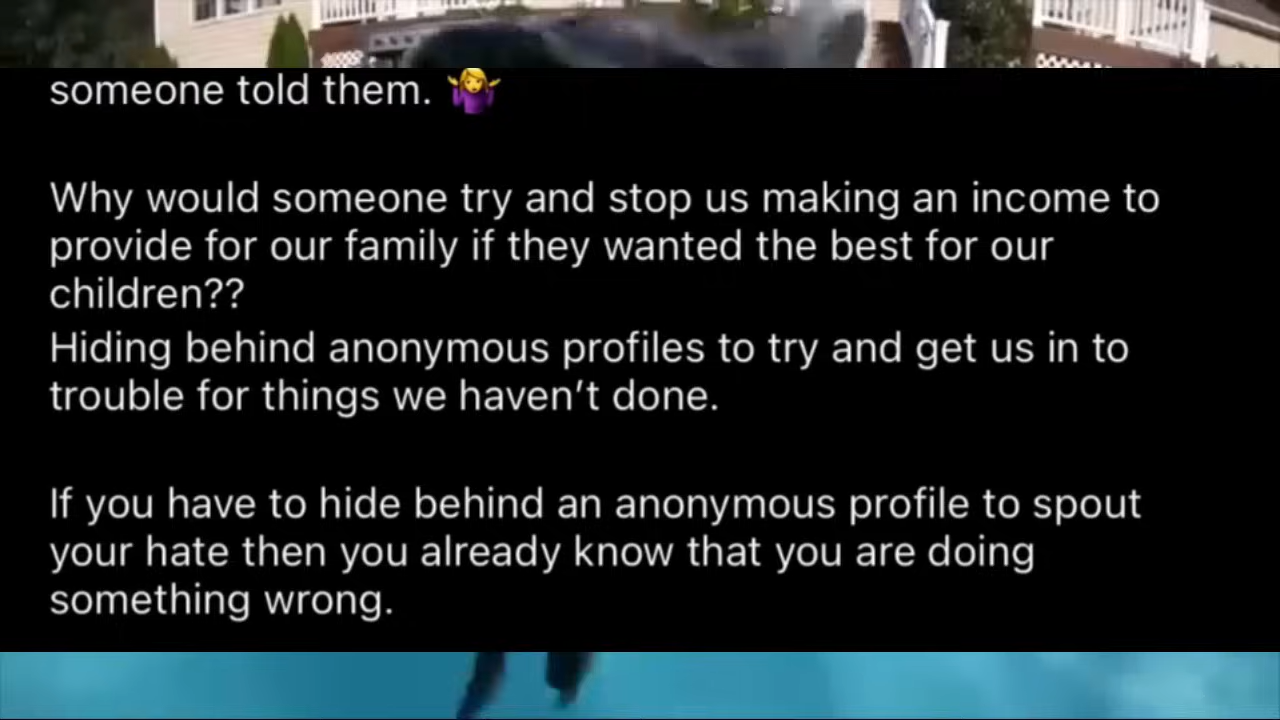 someone told them. 🤷‍♀️
Why would someone try and stop us making an income to
provide for our family if they wanted the best for our
children??
Hiding behind anonymous profiles to try and get us in to
trouble for things we haven’t done.
If you have to hide behind an anonymous profile to spout
your hate then you already know that you are doing
something wrong.